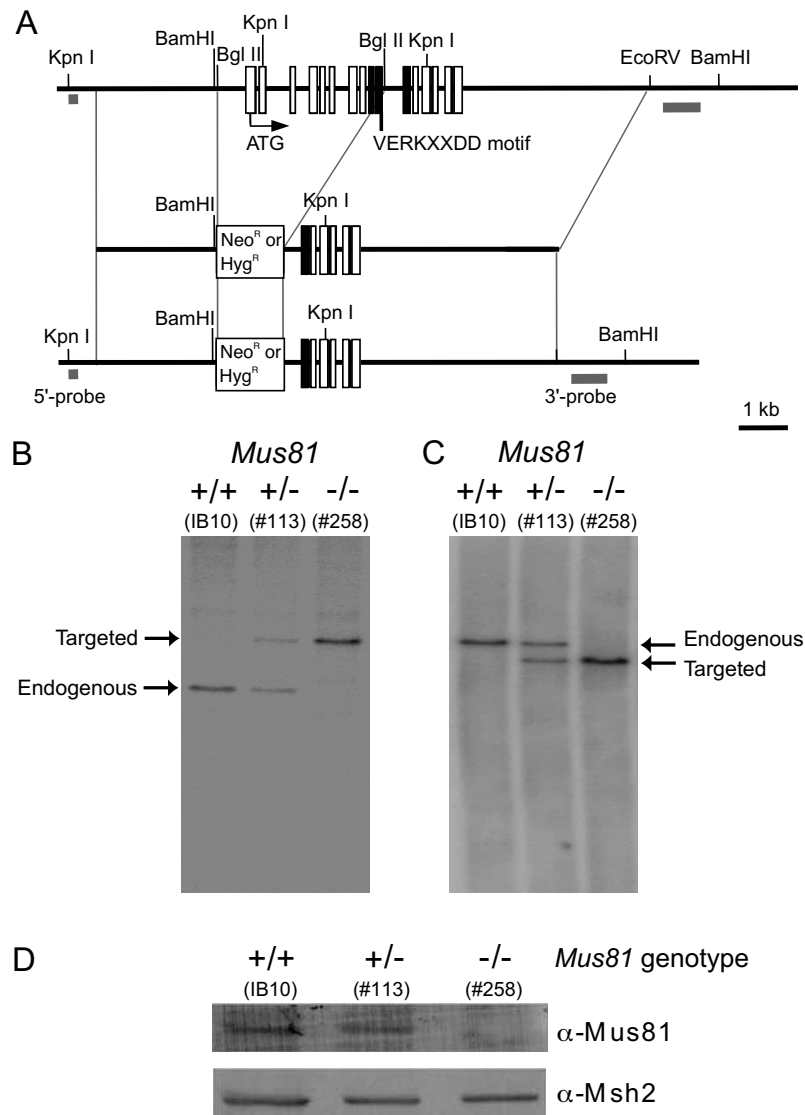 A
Kpn I
BamHI
Bgl II
Kpn I
Bgl II
Kpn I
EcoRV
BamHI
ATG
VERKXXDD motif
BamHI
Neo^R or
Hyg^R
Kpn I
Kpn I
BamHI
Neo^R or
Hyg^R
Kpn I
BamHI
5'-probe
3'-probe
1 kb
B
Mus81
+/+ +/- -/-
(IB10) (#113) (#258)
Targeted
Endogenous
C
Mus81
+/+ +/- -/-
(IB10) (#113) (#258)
Endogenous
Targeted
D
+/+ +/- -/- Mus81 genotype
(IB10) (#113) (#258)
α-Mus81
α-Msh2